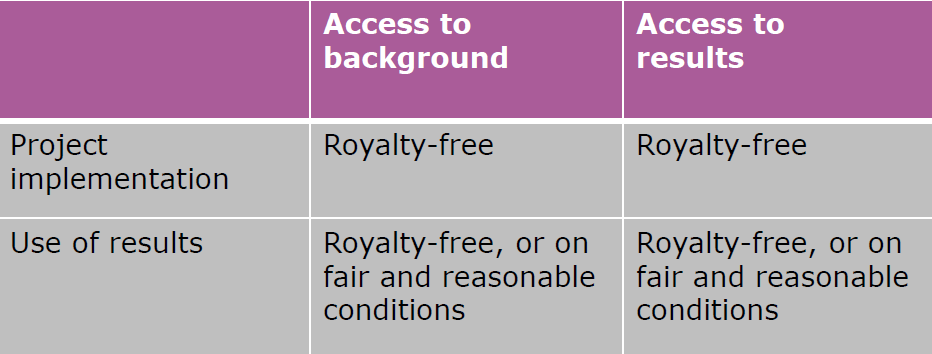 Access to
background
Access to
results
Project
implementation
Royalty-free
Royalty-free
Use of results
Royalty-free, or on
fair and reasonable
conditions
Royalty-free, or on
fair and reasonable
conditions